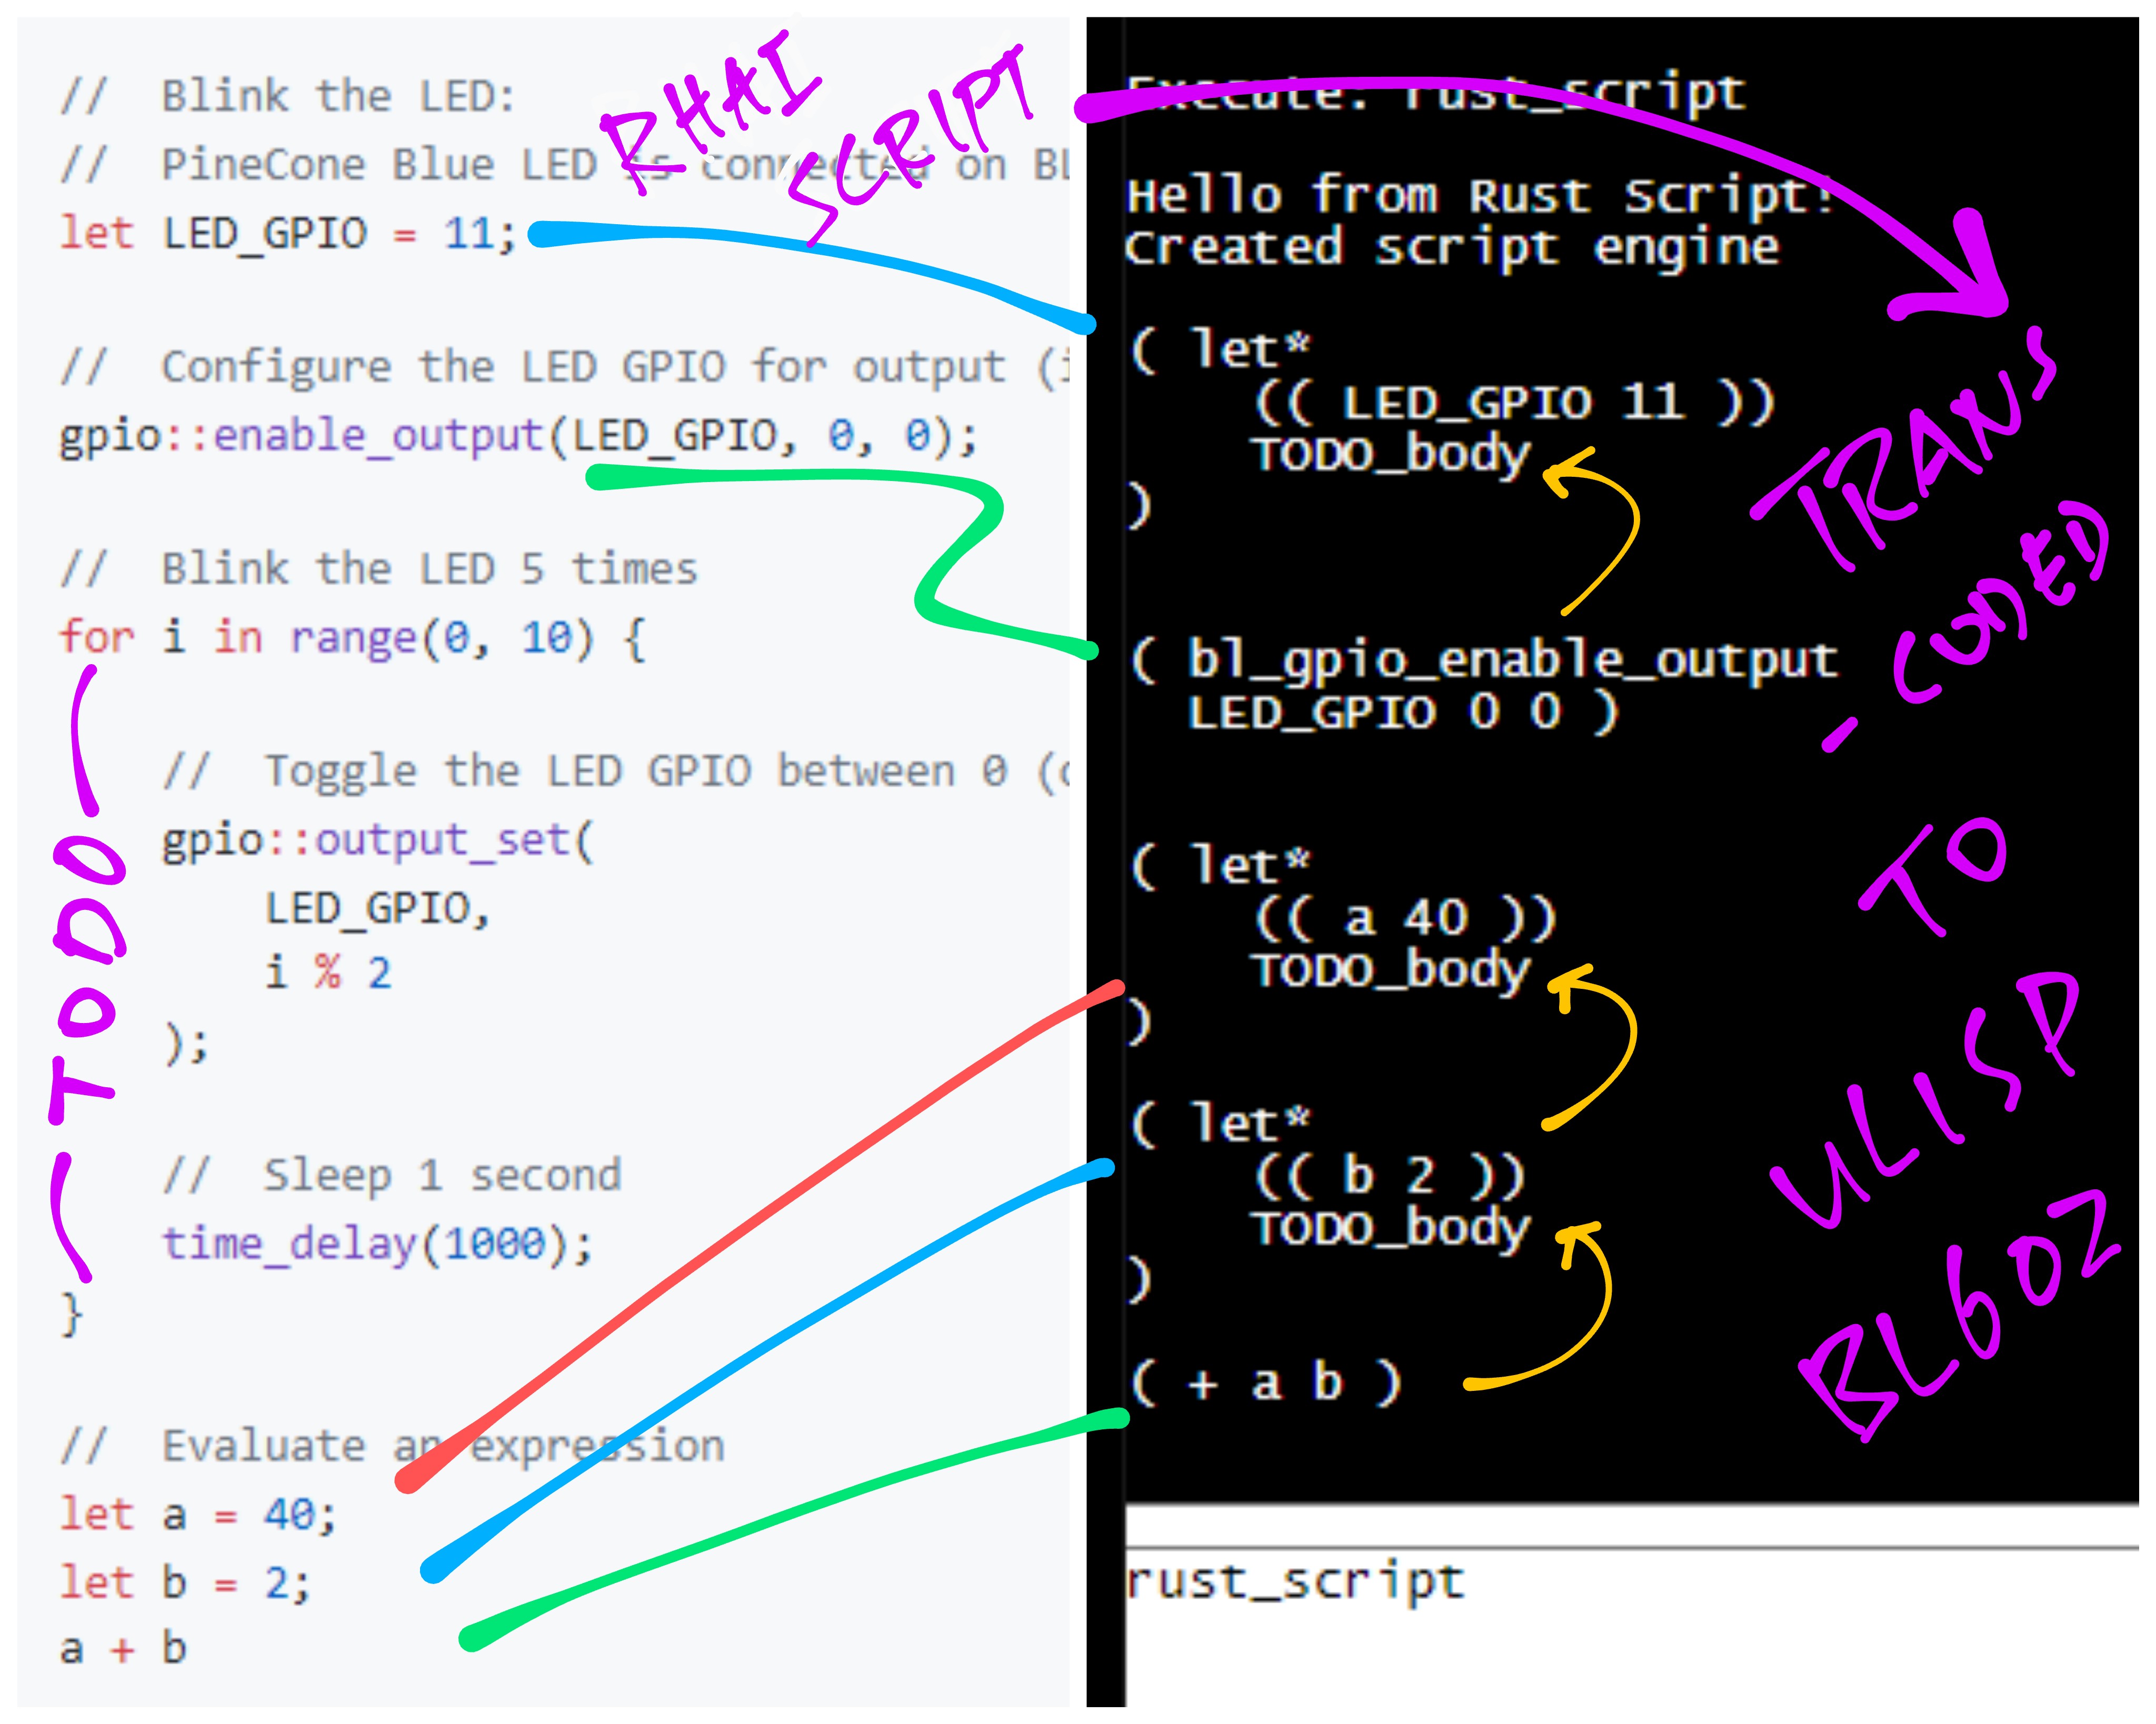 //  Blink the LED:
//  PineCone Blue LED is connected on BL
let LED_GPIO = 11;
//  Configure the LED GPIO for output (i
gpio::enable_output(LED_GPIO, 0, 0);
//  Blink the LED 5 times
for i in range(0, 10) {
//  Toggle the LED GPIO between 0 (o
gpio::output_set(
LED_GPIO,
i % 2
);
//  Sleep 1 second
time_delay(1000);
}
//  Evaluate an expression
let a = 40;
let b = 2;
a + b
RHAI
SCRIPT
TODO
Execute: rust_script
Hello from Rust Script!
Created script engine
( let*
(( LED_GPIO 11 ))
TODO_body
)
( bl_gpio_enable_output
LED_GPIO 0 0 )
( let*
(( a 40 ))
TODO_body
)
( let*
(( b 2 ))
TODO_body
)
( + a b )
rust_script
TRANS
- CODED
TO
ULISP
BL602